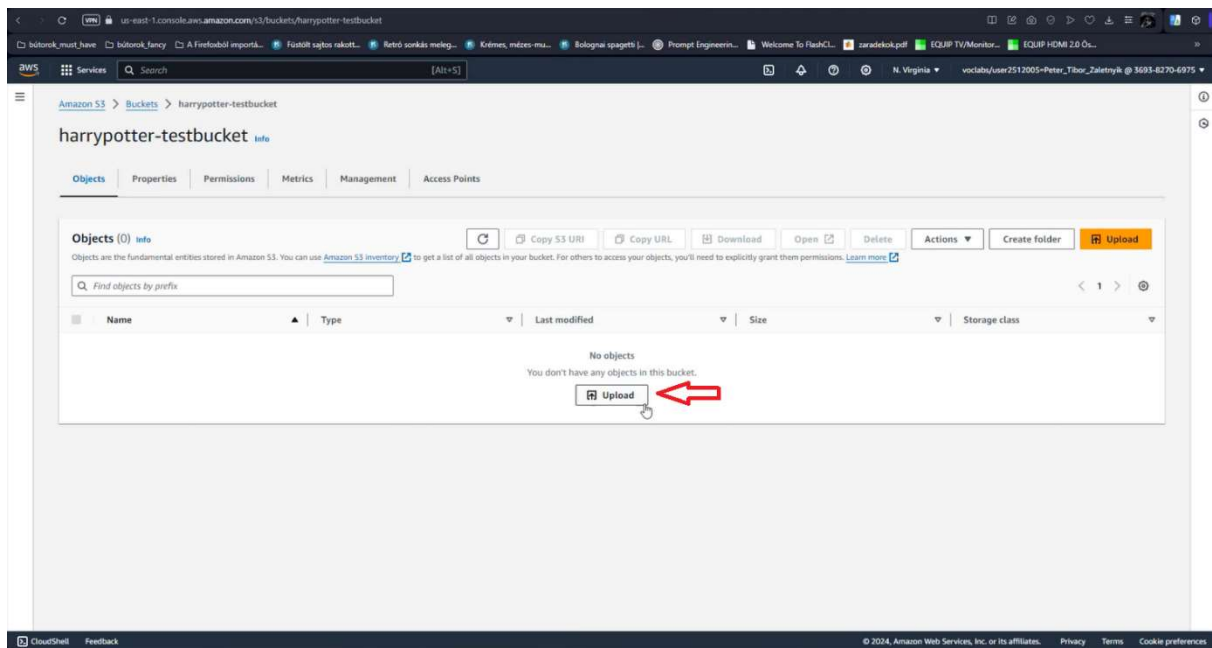 VPN us-east-1.console.aws.amazon.com/s3/buckets/harrypotter-testbucket
bútorok_must_have bútorok_fancy A Firefoxból importá... Füstölt sajtos rakott... Retró sonkás meleg... Krémes, mézes-mu... Bolognai spagetti |... Prompt Engineerin... Welcome To FlashCl... zaradekok.pdf EQUIP TV/Monitor... EQUIP HDMI 2.0 Ös... »
aws Services Search [Alt+S] N. Virginia voclabs/user2512005=Peter_Tibor_Zaletnyik @ 3693-8270-6975
Amazon S3 > Buckets > harrypotter-testbucket
harrypotter-testbucket Info
Objects Properties Permissions Metrics Management Access Points
Objects (0) Info Copy S3 URI Copy URL Download Open Delete Actions Create folder Upload
Objects are the fundamental entities stored in Amazon S3. You can use Amazon S3 inventory to get a list of all objects in your bucket. For others to access your objects, you'll need to explicitly grant them permissions. Learn more
Find objects by prefix < 1 >
Name Type Last modified Size Storage class
No objects
You don't have any objects in this bucket.
Upload
CloudShell Feedback © 2024, Amazon Web Services, Inc. or its affiliates. Privacy Terms Cookie preferences